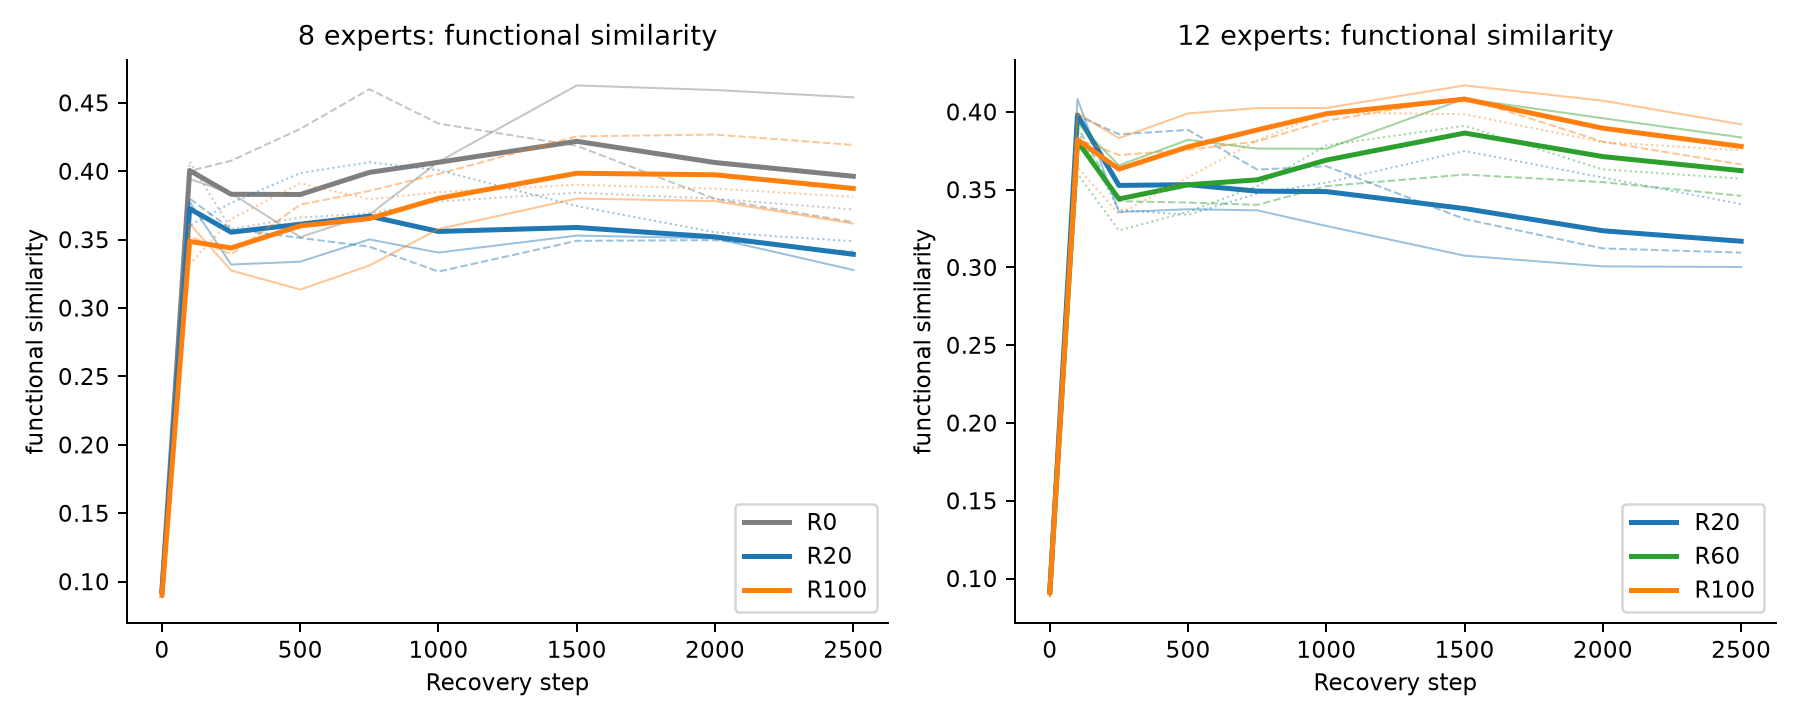 8 experts: functional similarity
functional similarity
0.45
0.40
0.35
0.30
0.25
0.20
0.15
0.10
0 500 1000 1500 2000 2500
Recovery step
R0
R20
R100
12 experts: functional similarity
functional similarity
0.40
0.35
0.30
0.25
0.20
0.15
0.10
0 500 1000 1500 2000 2500
Recovery step
R20
R60
R100